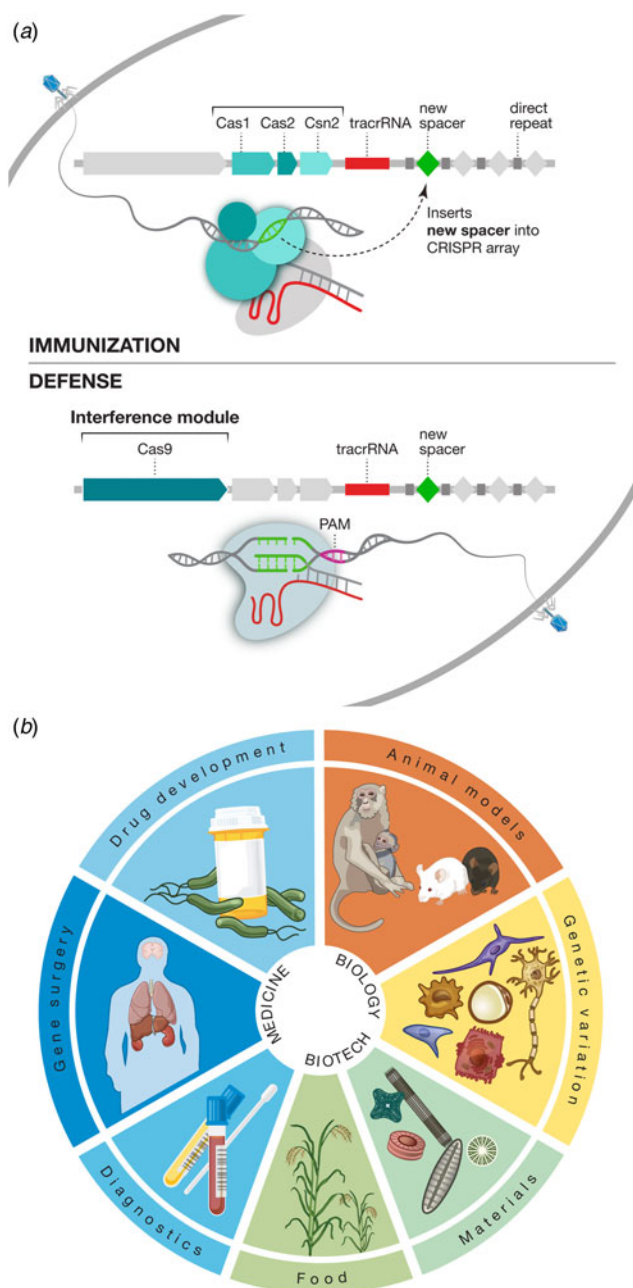 (a)
Cas1 Cas2 Csn2 tracrRNA new spacer direct repeat
Inserts
new spacer into
CRISPR array
IMMUNIZATION
DEFENSE
Interference module
Cas9 tracrRNA new spacer
PAM
(b)
Drug development
Animal models
Gene surgery
Genetic variation
MEDICINE
BIOLOGY
BIOTECH
Diagnostics
Food
Materials